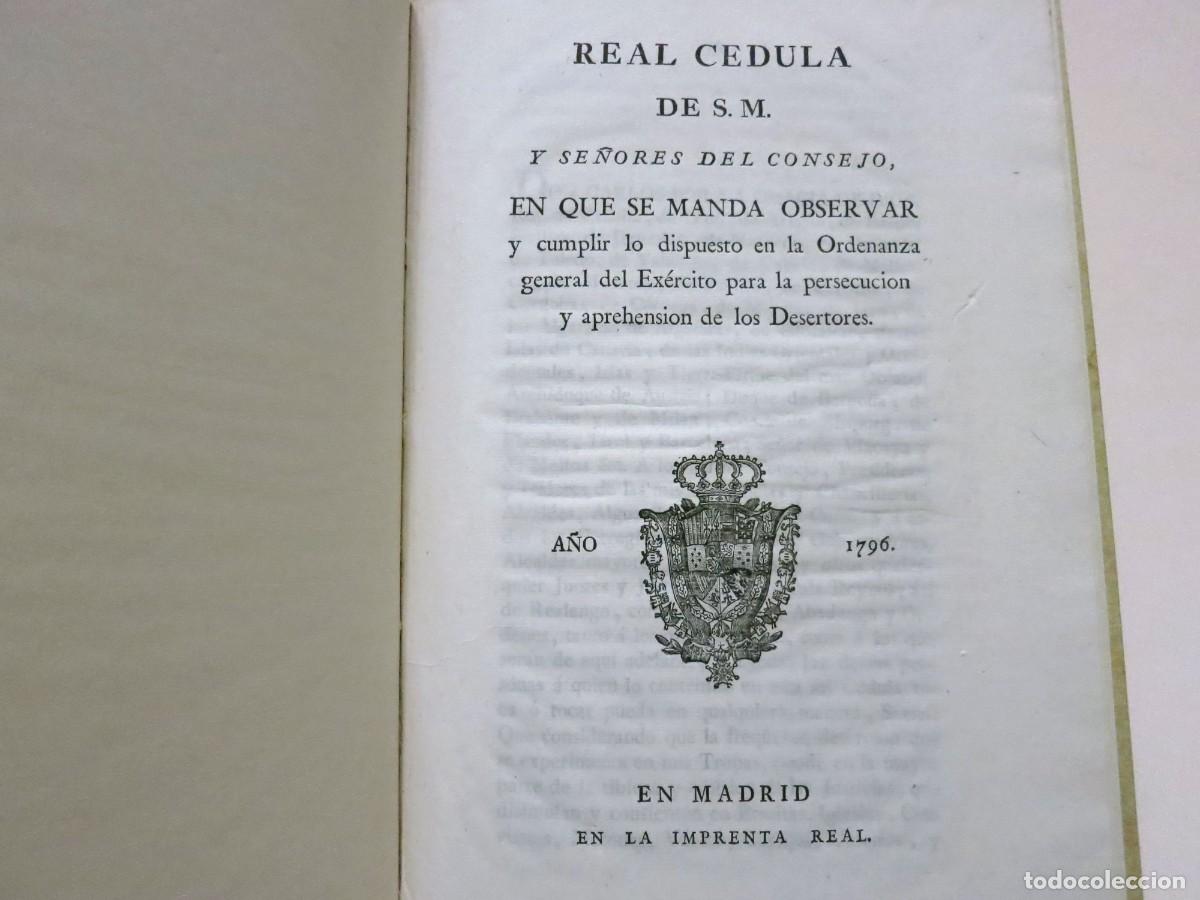 REAL CEDULA
DE S. M.
Y SEÑORES DEL CONSEJO,
EN QUE SE MANDA OBSERVAR
y cumplir lo dispuesto en la Ordenanza
general del Exército para la persecucion
y aprehension de los Desertores.
AÑO 1796.
EN MADRID
EN LA IMPRENTA REAL.
todocoleccion